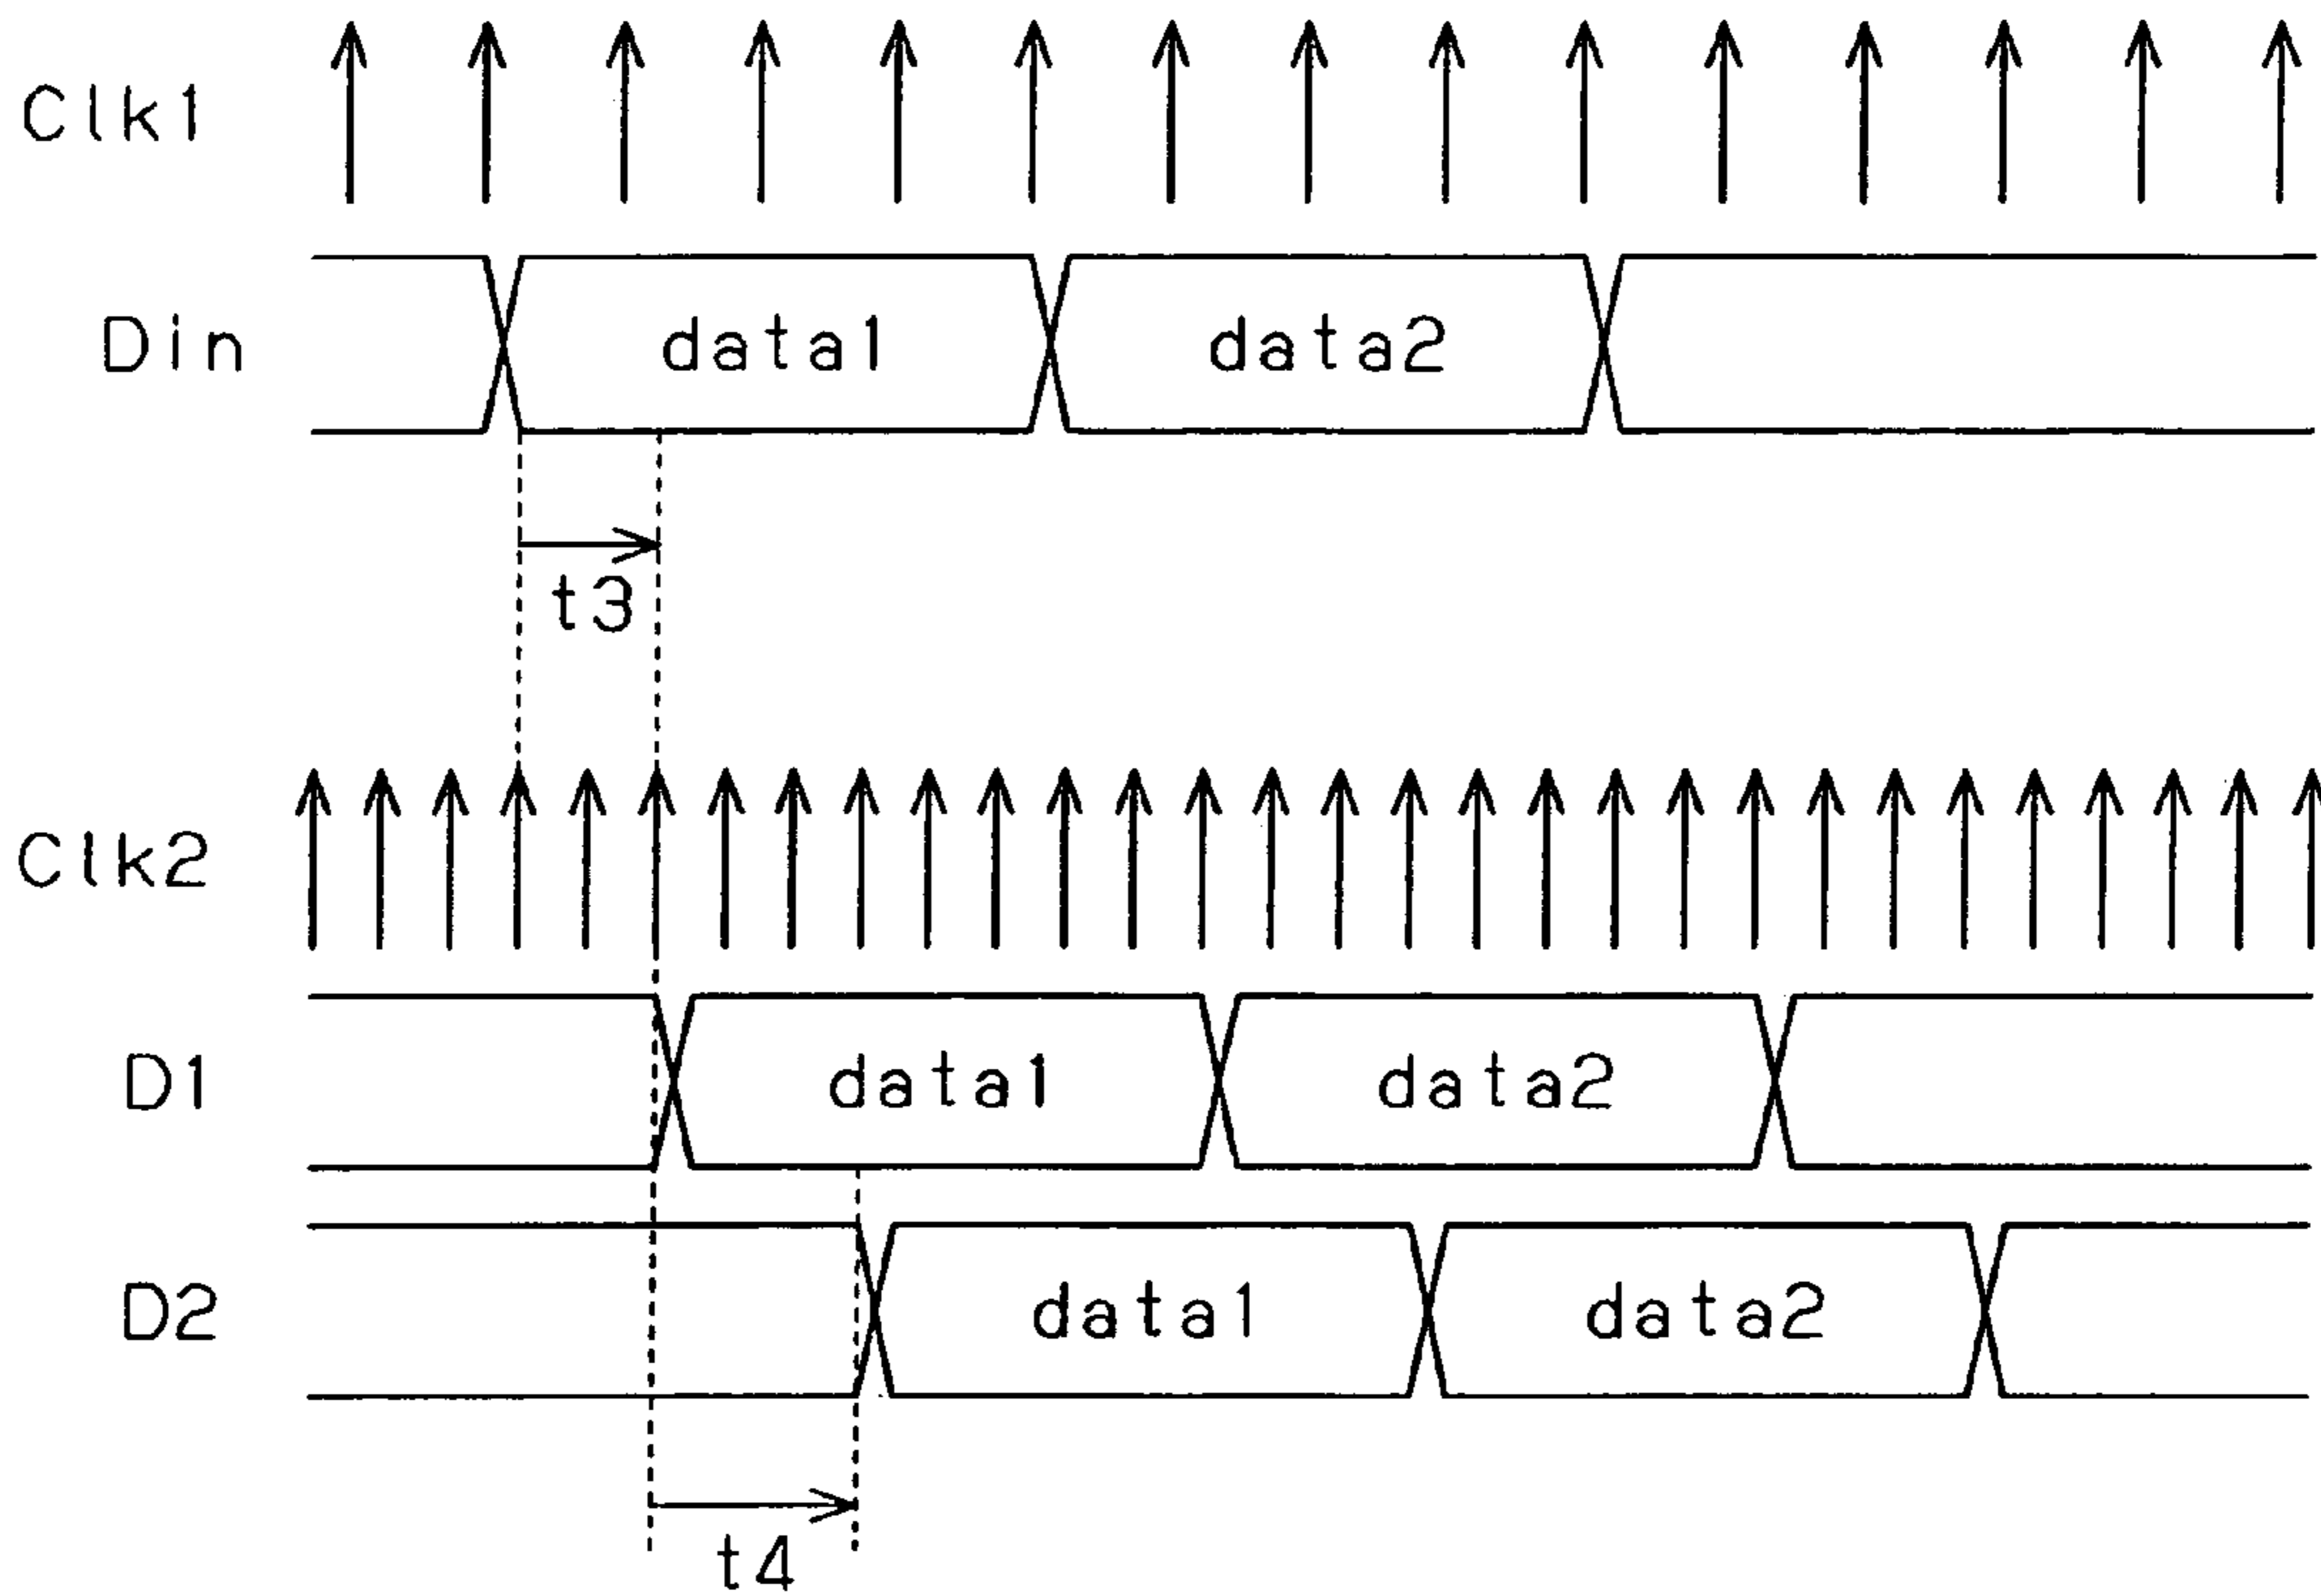 Clk1
Din data1 data2
t3
Clk2
D1 data1 data2
D2 data1 data2
t4